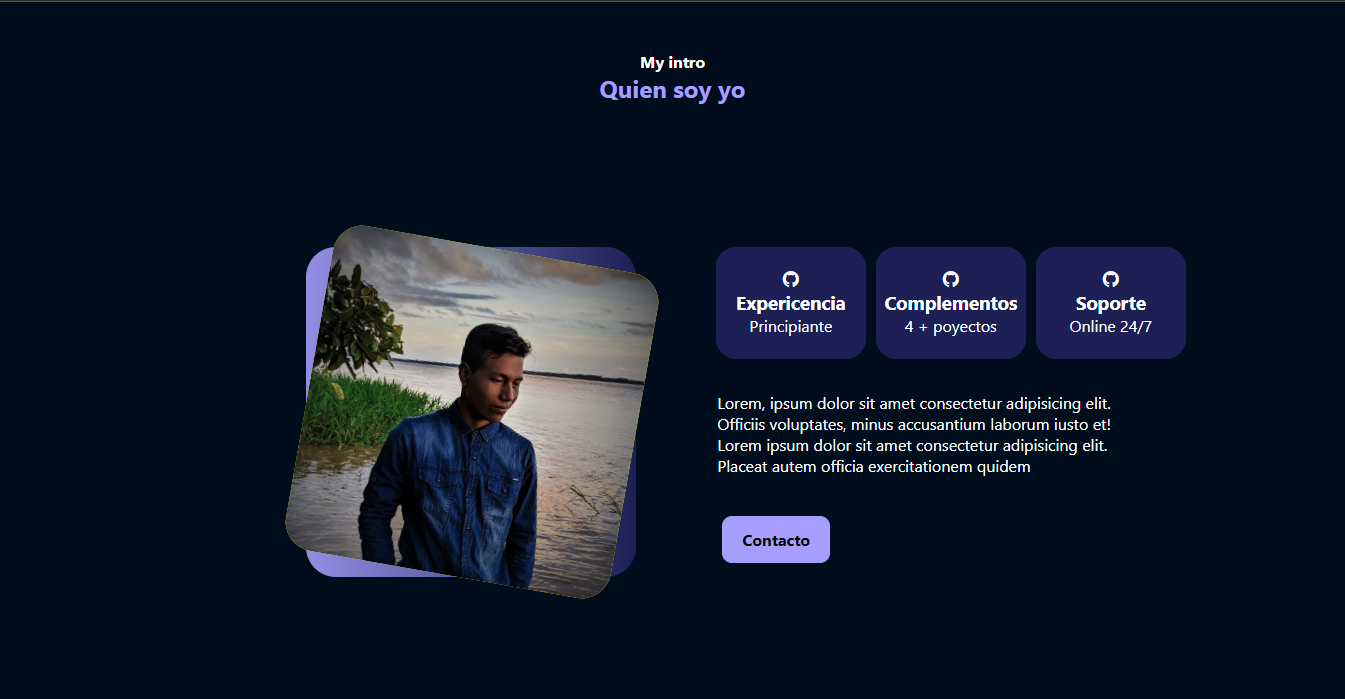 My intro
Quien soy yo
Expericencia
Principiante
Complementos
4 + poyectos
Soporte
Online 24/7
Lorem, ipsum dolor sit amet consectetur adipisicing elit.
Officiis voluptates, minus accusantium laborum iusto et!
Lorem ipsum dolor sit amet consectetur adipisicing elit.
Placeat autem officia exercitationem quidem
Contacto